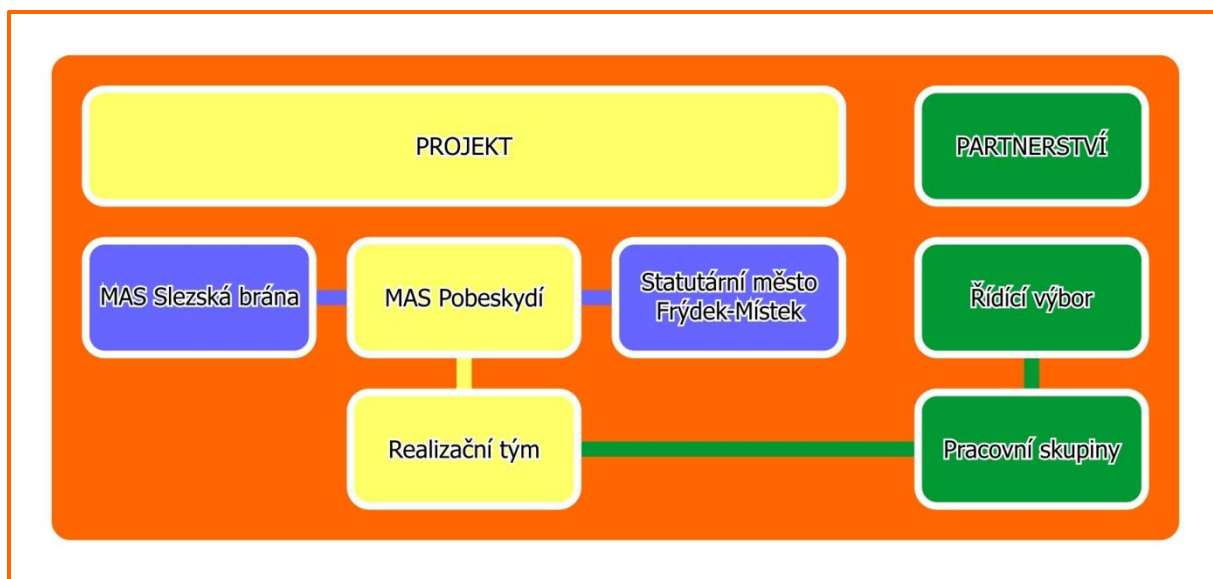 PROJEKT
PARTNERSTVÍ
MAS Slezská brána
MAS Pobeskydí
Statutární město
Frýdek-Místek
Řídící výbor
Realizační tým
Pracovní skupiny